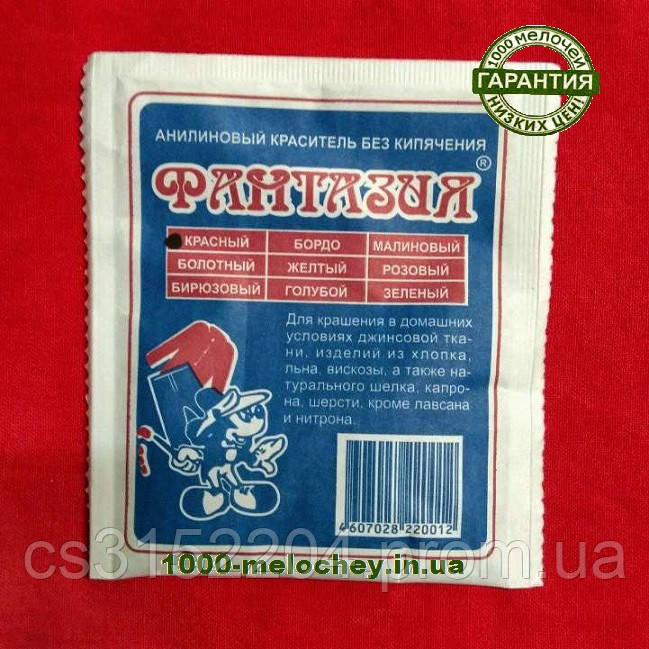 1000 мелочей
ГАРАНТИЯ
НИЗКИХ ЦЕН!
АНИЛИНОВЫЙ КРАСИТЕЛЬ БЕЗ КИПЯЧЕНИЯ
ФАНТАЗИЯ ®
КРАСНЫЙ БОРДО МАЛИНОВЫЙ
БОЛОТНЫЙ ЖЕЛТЫЙ РОЗОВЫЙ
БИРЮЗОВЫЙ ГОЛУБОЙ ЗЕЛЕНЫЙ
Для крашения в домашних
условиях джинсовой тка-
ни, изделий из хлопка,
льна, вискозы, а также на-
турального шелка, капро-
на, шерсти, кроме лавсана
и нитрона.
4607028220012
cs3152204.prom.ua
1000-melochey.in.ua